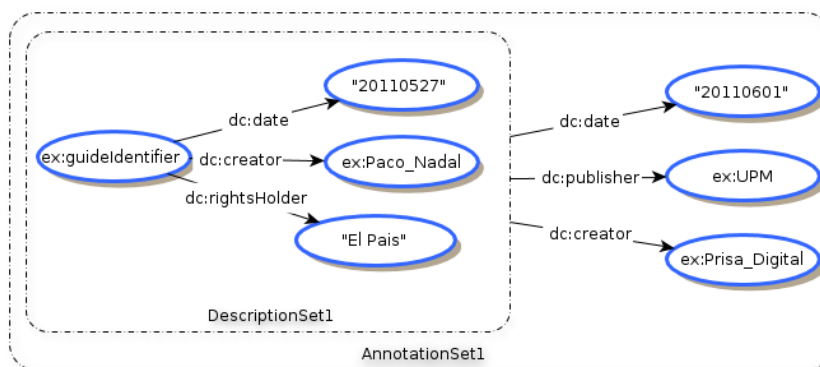 "20110527"
"20110601"
dc:date
dc:date
ex:guideIdentifier
dc:creator
ex:Paco_Nadal
dc:publisher
ex:UPM
dc:rightsHolder
"El Pais"
dc:creator
ex:Prisa_Digital
DescriptionSet1
AnnotationSet1